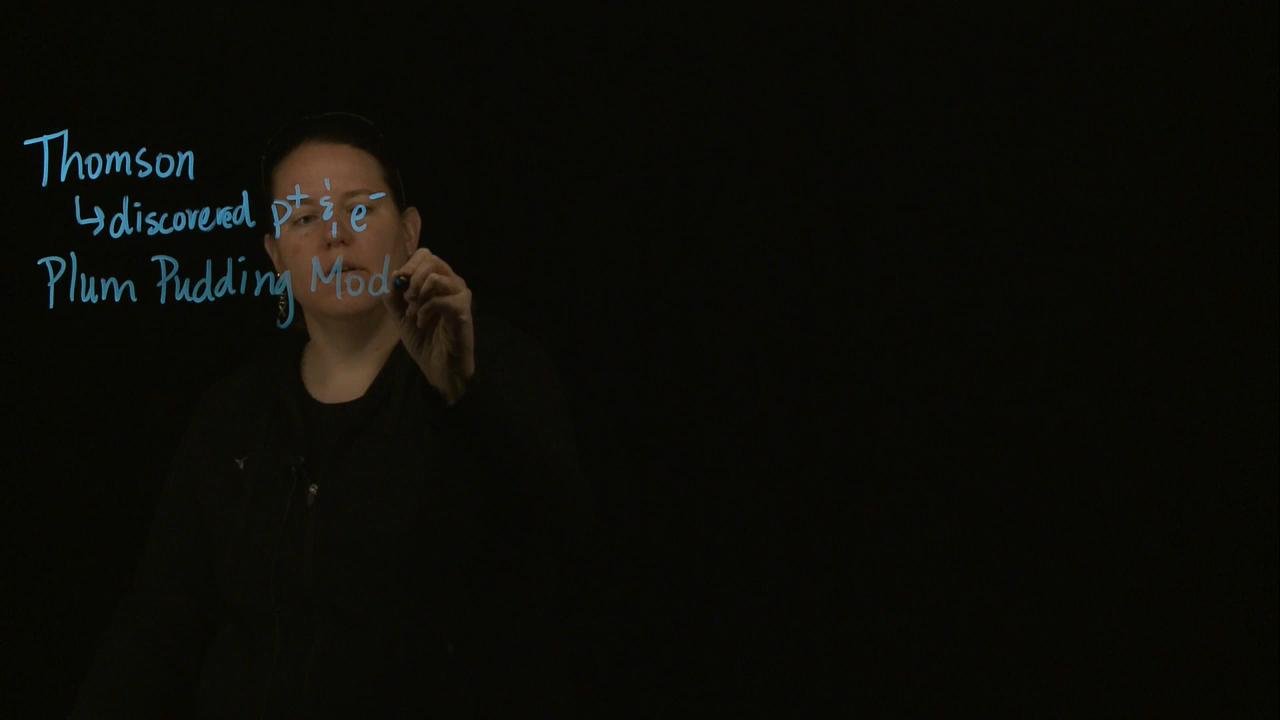 Thomson
↳discovered p⁺ & e⁻
Plum Pudding Mod